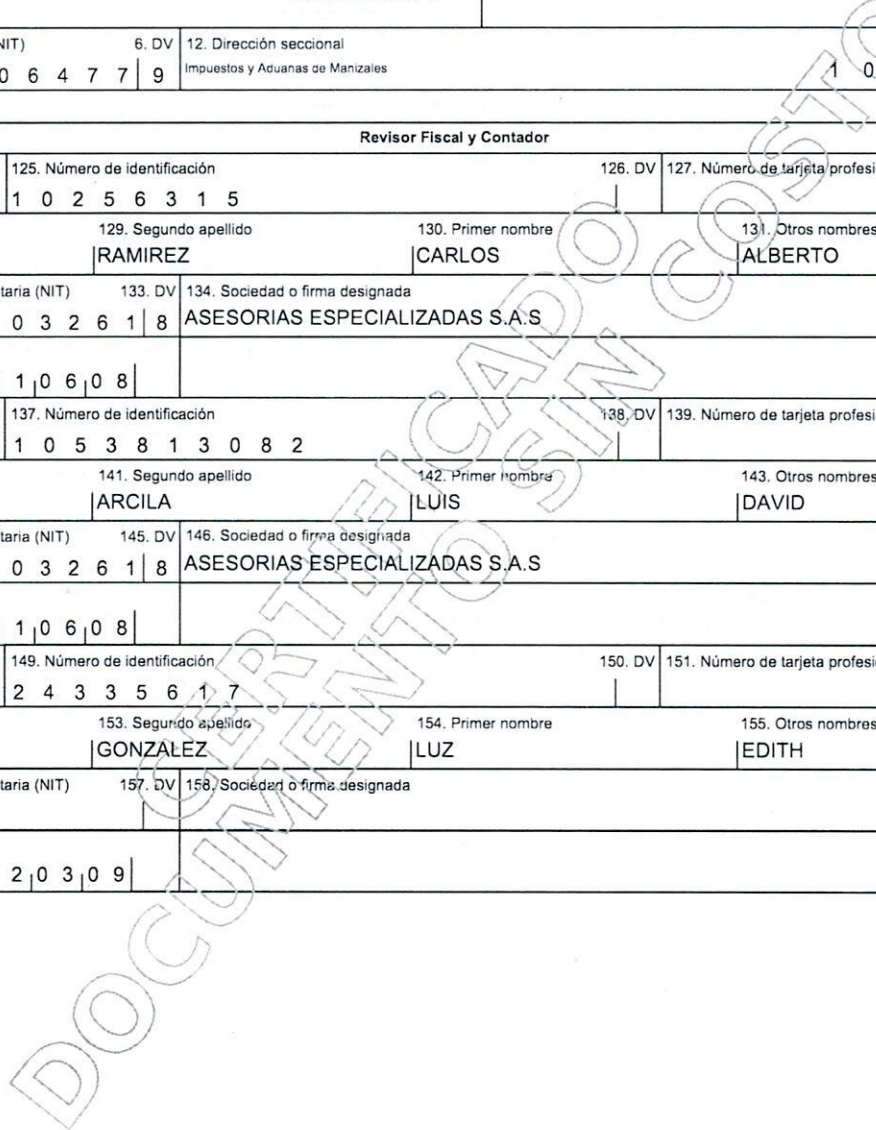 NIT) 6. DV 12. Dirección seccional
0 6 4 7 7 9 Impuestos y Aduanas de Manizales 1 0
Revisor Fiscal y Contador
125. Número de identificación 126. DV 127. Número de tarjeta profesi
1 0 2 5 6 3 1 5
129. Segundo apellido 130. Primer nombre 131. Otros nombres
RAMIREZ CARLOS ALBERTO
taria (NIT) 133. DV 134. Sociedad o firma designada
0 3 2 6 1 8 ASESORIAS ESPECIALIZADAS S.A.S
1 0 6 0 8
137. Número de identificación 138. DV 139. Número de tarjeta profesi
1 0 5 3 8 1 3 0 8 2
141. Segundo apellido 142. Primer nombre 143. Otros nombres
ARCILA LUIS DAVID
taria (NIT) 145. DV 146. Sociedad o firma designada
0 3 2 6 1 8 ASESORIAS ESPECIALIZADAS S.A.S
1 0 6 0 8
149. Número de identificación 150. DV 151. Número de tarjeta profesi
2 4 3 3 5 6 1 7
153. Segundo apellido 154. Primer nombre 155. Otros nombres
GONZALEZ LUZ EDITH
taria (NIT) 157. DV 158. Sociedad o firma designada
2 0 3 0 9
CERTIFICADO
DOCUMENTO SIN COSTO